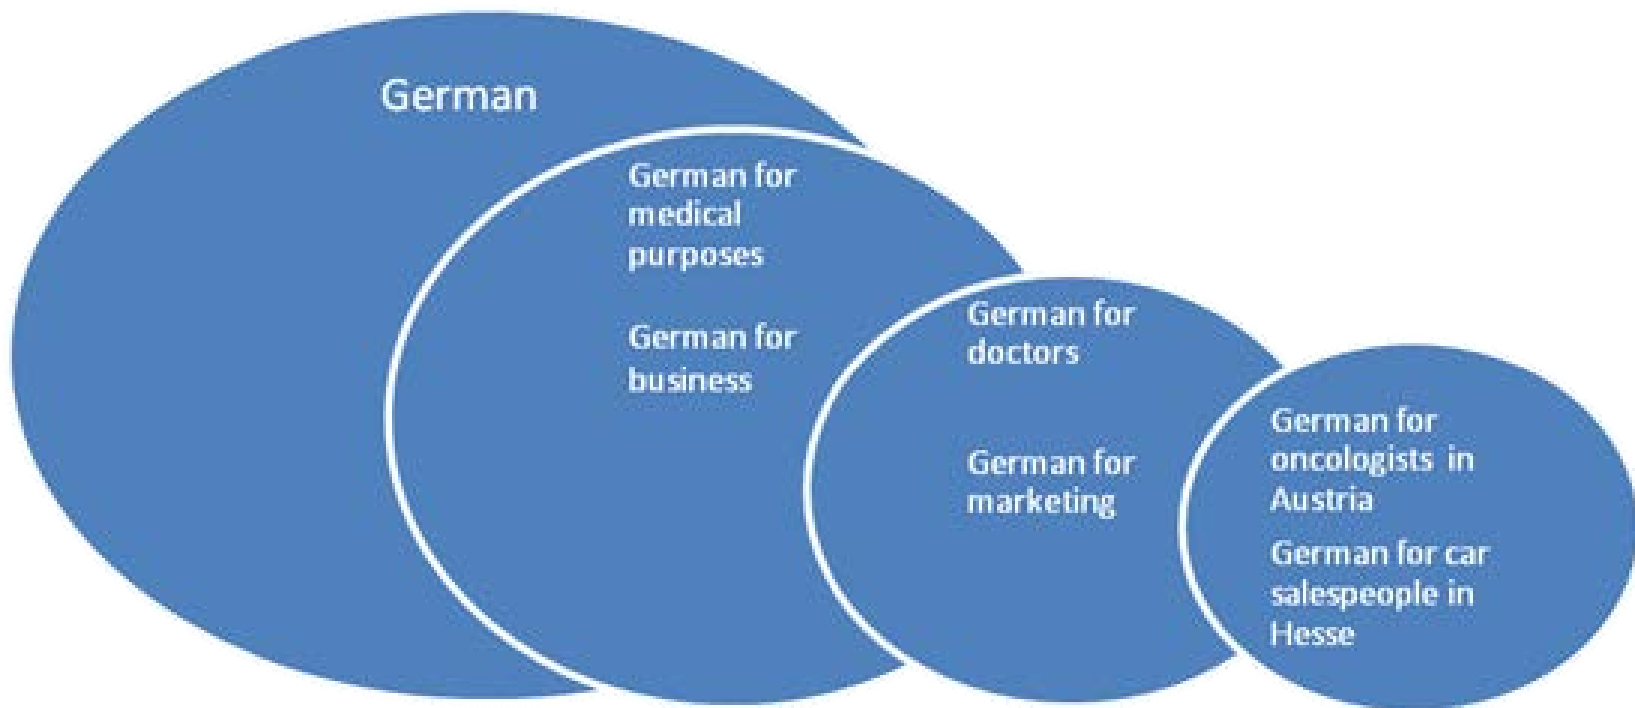 German
German for
medical
purposes
German for
business
German for
doctors
German for
marketing
German for
oncologists in
Austria
German for car
salespeople in
Hesse